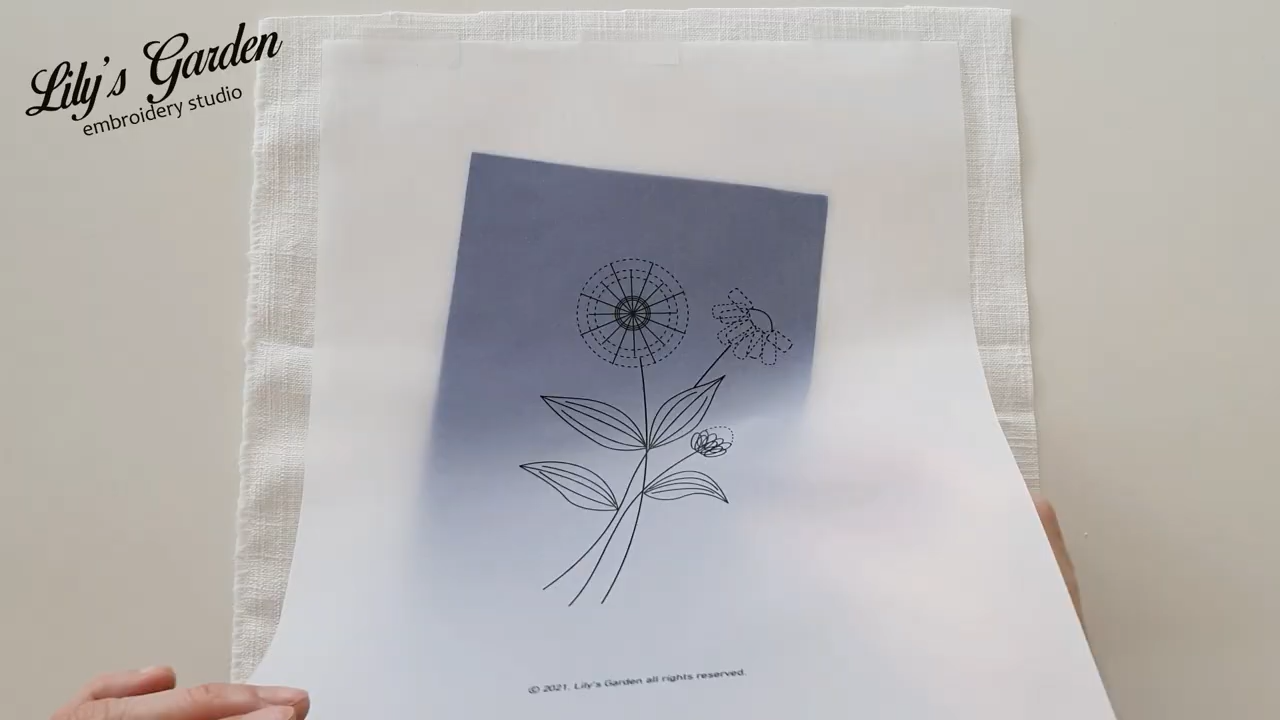 Lily's Garden
embroidery studio
© 2021. Lily's Garden all rights reserved.